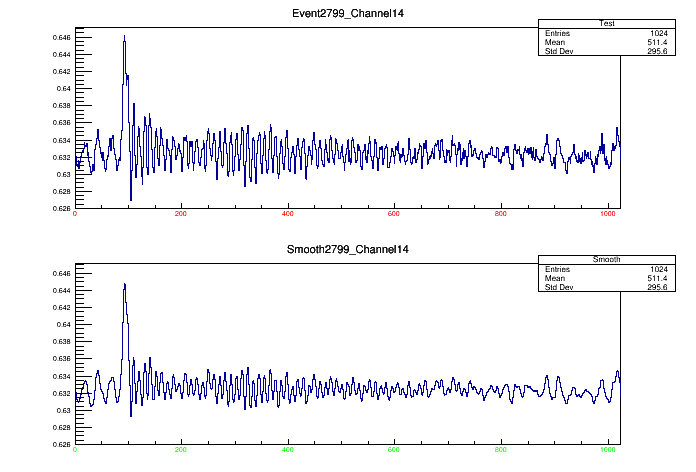 Event2799_Channel14
Test
Entries 1024
Mean 511.4
Std Dev 295.6
0.646
0.644
0.642
0.64
0.638
0.636
0.634
0.632
0.63
0.628
0.626
0 200 400 600 800 1000
Smooth2799_Channel14
Smooth
Entries 1024
Mean 511.4
Std Dev 295.6
0.646
0.644
0.642
0.64
0.638
0.636
0.634
0.632
0.63
0.628
0.626
0 200 400 600 800 1000